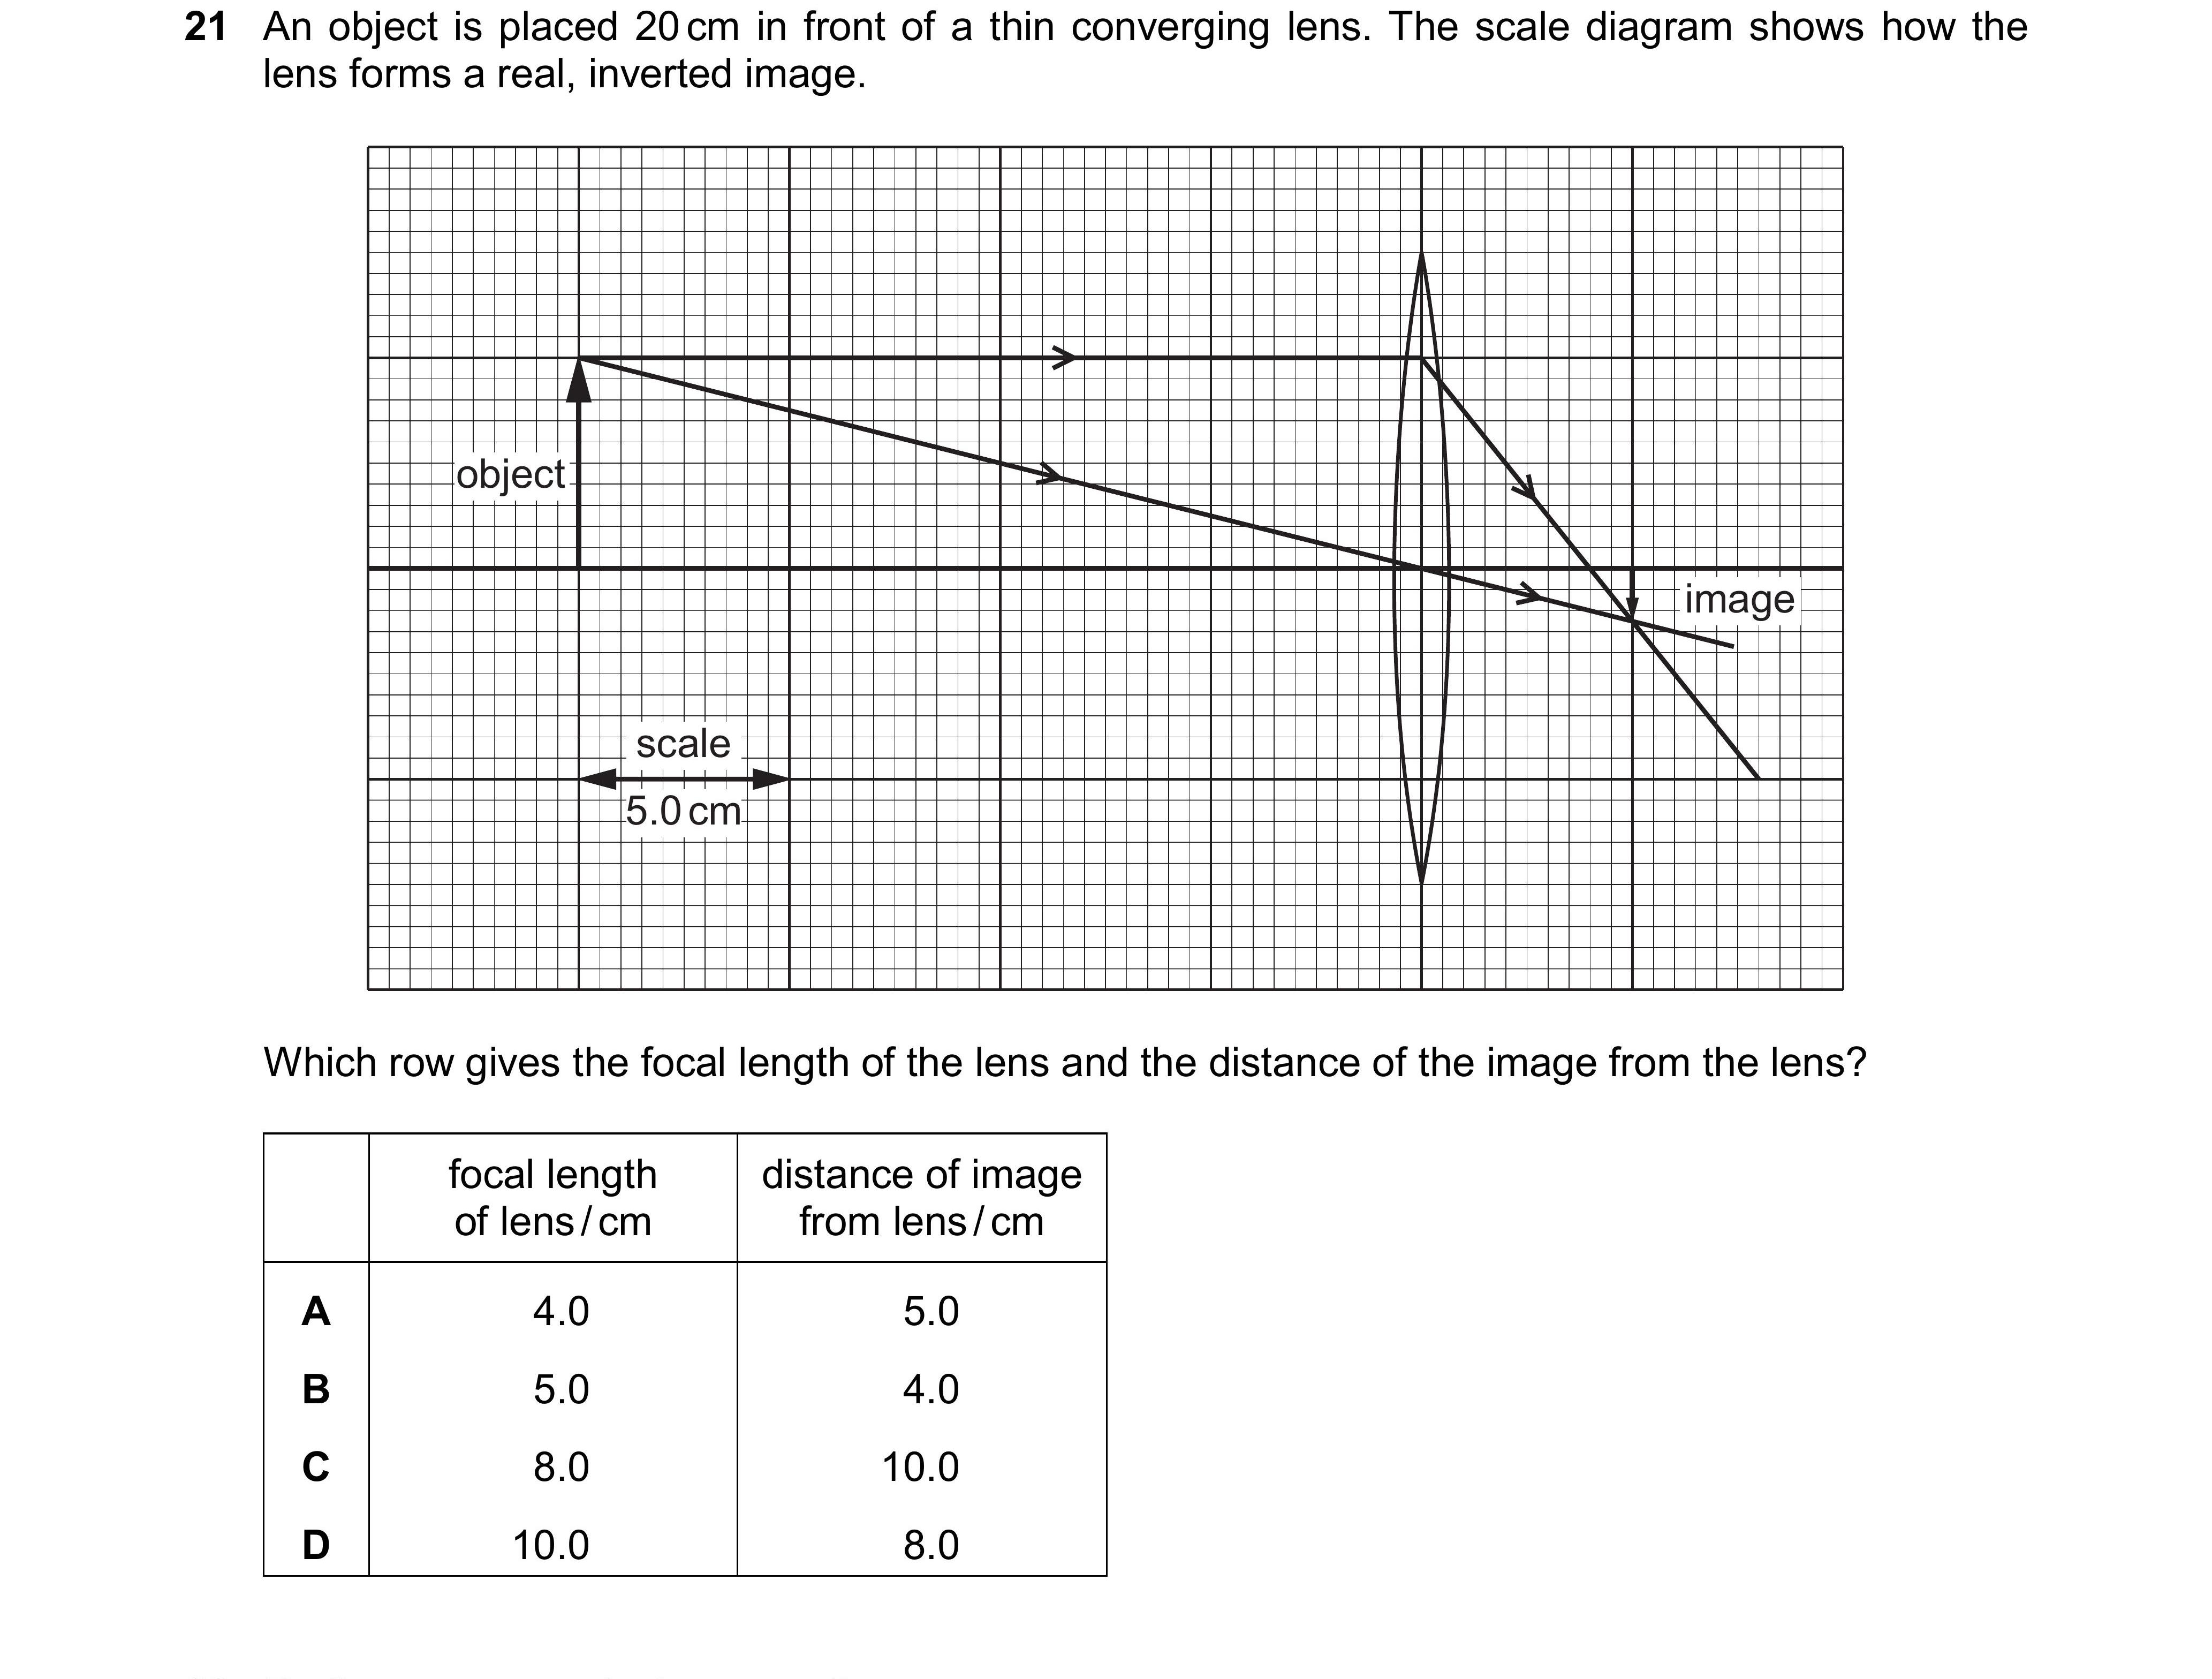 21 An object is placed 20 cm in front of a thin converging lens. The scale diagram shows how the
lens forms a real, inverted image.
object
image
scale
5.0 cm
Which row gives the focal length of the lens and the distance of the image from the lens?
focal length of lens / cm distance of image from lens / cm
A 4.0 5.0
B 5.0 4.0
C 8.0 10.0
D 10.0 8.0